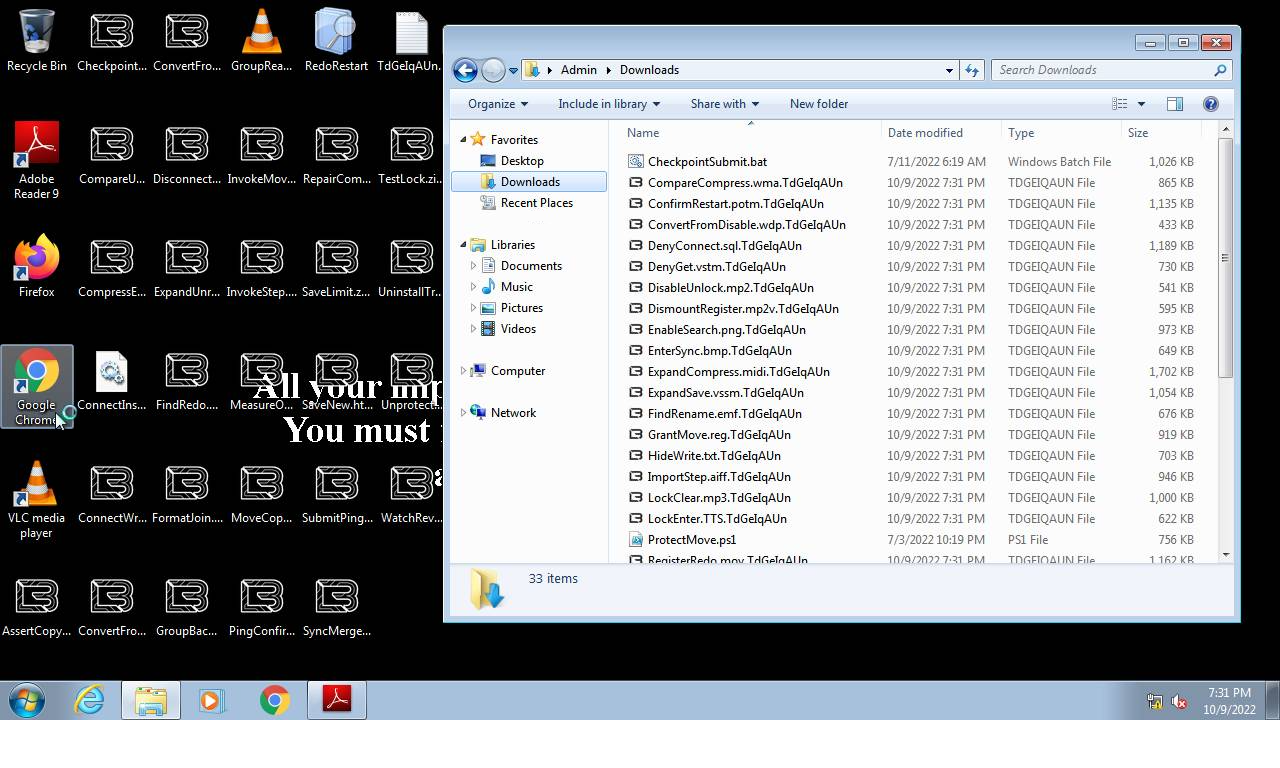 Recycle Bin
Checkpoint...
ConvertFro...
GroupRea...
RedoRestart
TdGeIqAUn.
Adobe
Reader 9
CompareU...
Disconnect...
InvokeMov...
RepairCom...
TestLock.zi...
Firefox
CompressE...
ExpandUnr...
InvokeStep....
SaveLimit.z...
UninstallTr...
Google
Chrome
ConnectIns...
FindRedo....
MeasureO...
SaveNew.ht...
Unprotect...
All your imp
You must
a
VLC media
player
ConnectWr...
FormatJoin....
MoveCop...
SubmitPing...
WatchRev...
AssertCopy...
ConvertFro...
GroupBac...
PingConfir...
SyncMerge...
Admin Downloads
Search Downloads
Organize Include in library Share with New folder
Favorites
Desktop
Downloads
Recent Places
Libraries
Documents
Music
Pictures
Videos
Computer
Network
Name Date modified Type Size
CheckpointSubmit.bat 7/11/2022 6:19 AM Windows Batch File 1,026 KB
CompareCompress.wma.TdGeIqAUn 10/9/2022 7:31 PM TDGEIQAUN File 865 KB
ConfirmRestart.potm.TdGeIqAUn 10/9/2022 7:31 PM TDGEIQAUN File 1,135 KB
ConvertFromDisable.wdp.TdGeIqAUn 10/9/2022 7:31 PM TDGEIQAUN File 433 KB
DenyConnect.sql.TdGeIqAUn 10/9/2022 7:31 PM TDGEIQAUN File 1,189 KB
DenyGet.vstm.TdGeIqAUn 10/9/2022 7:31 PM TDGEIQAUN File 730 KB
DisableUnlock.mp2.TdGeIqAUn 10/9/2022 7:31 PM TDGEIQAUN File 541 KB
DismountRegister.mp2v.TdGeIqAUn 10/9/2022 7:31 PM TDGEIQAUN File 595 KB
EnableSearch.png.TdGeIqAUn 10/9/2022 7:31 PM TDGEIQAUN File 973 KB
EnterSync.bmp.TdGeIqAUn 10/9/2022 7:31 PM TDGEIQAUN File 649 KB
ExpandCompress.midi.TdGeIqAUn 10/9/2022 7:31 PM TDGEIQAUN File 1,702 KB
ExpandSave.vssm.TdGeIqAUn 10/9/2022 7:31 PM TDGEIQAUN File 1,054 KB
FindRename.emf.TdGeIqAUn 10/9/2022 7:31 PM TDGEIQAUN File 676 KB
GrantMove.reg.TdGeIqAUn 10/9/2022 7:31 PM TDGEIQAUN File 919 KB
HideWrite.txt.TdGeIqAUn 10/9/2022 7:31 PM TDGEIQAUN File 703 KB
ImportStep.aiff.TdGeIqAUn 10/9/2022 7:31 PM TDGEIQAUN File 946 KB
LockClear.mp3.TdGeIqAUn 10/9/2022 7:31 PM TDGEIQAUN File 1,000 KB
LockEnter.TTS.TdGeIqAUn 10/9/2022 7:31 PM TDGEIQAUN File 622 KB
ProtectMove.ps1 7/3/2022 10:19 PM PS1 File 756 KB
RegisterRedo.mov.TdGeIqAUn 10/9/2022 7:31 PM TDGEIQAUN File 1,162 KB
33 items
7:31 PM
10/9/2022